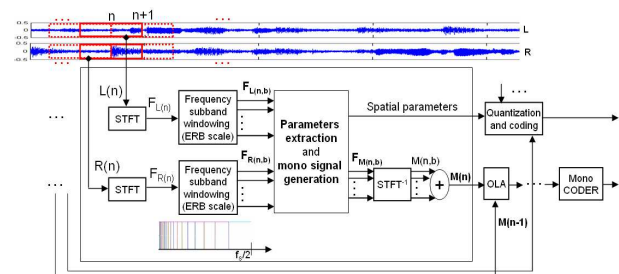 n n+1
0.5
0
-0.5
L
0.5
0
-0.5
R
L(n)
STFT
F_L(n)
Frequency
subband
windowing
(ERB scale)
F_L(n,b)
R(n)
STFT
F_R(n)
Frequency
subband
windowing
(ERB scale)
F_R(n,b)
Parameters
extraction
and
mono signal
generation
Spatial parameters
Quantization
and coding
F_M(n,b)
STFT⁻¹
M(n,b)
+
M(n)
OLA
Mono
CODER
M(n-1)
f_s/2